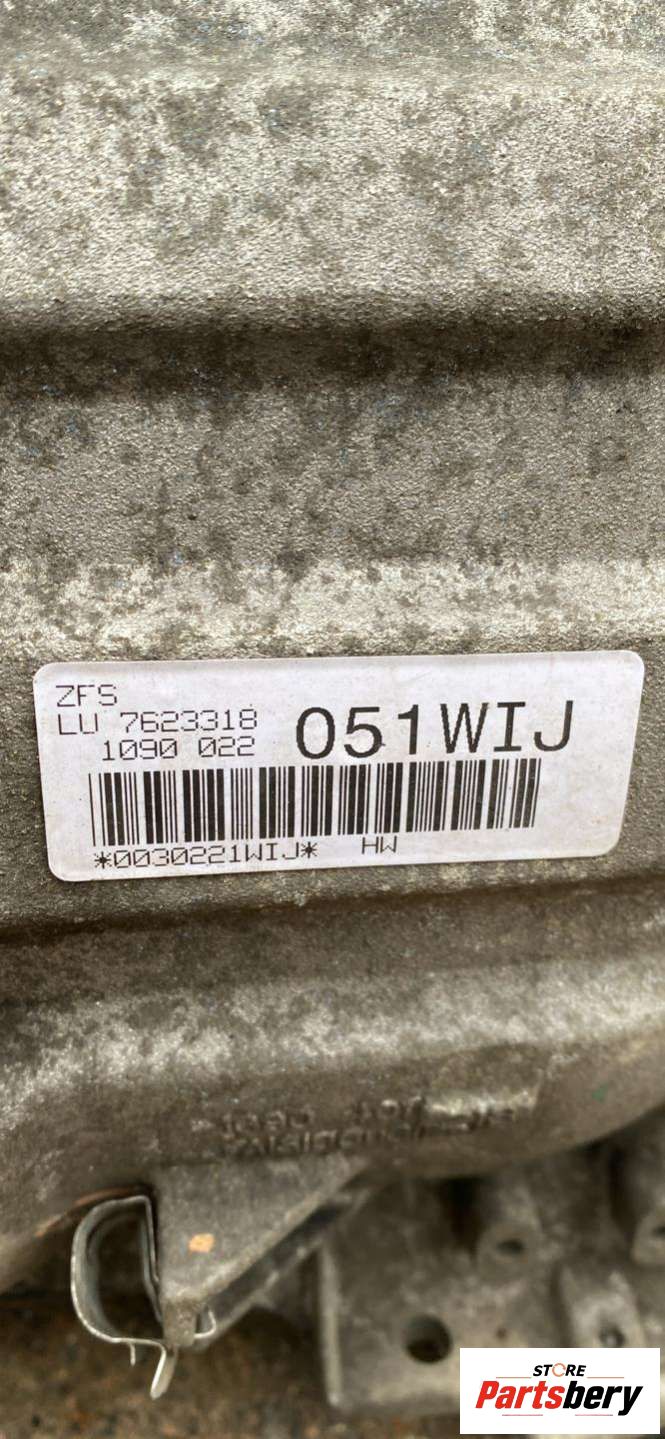 ZFS
LU 7623318
1090 022
051WIJ
*0030221WIJ* HW
STORE
Partsbery